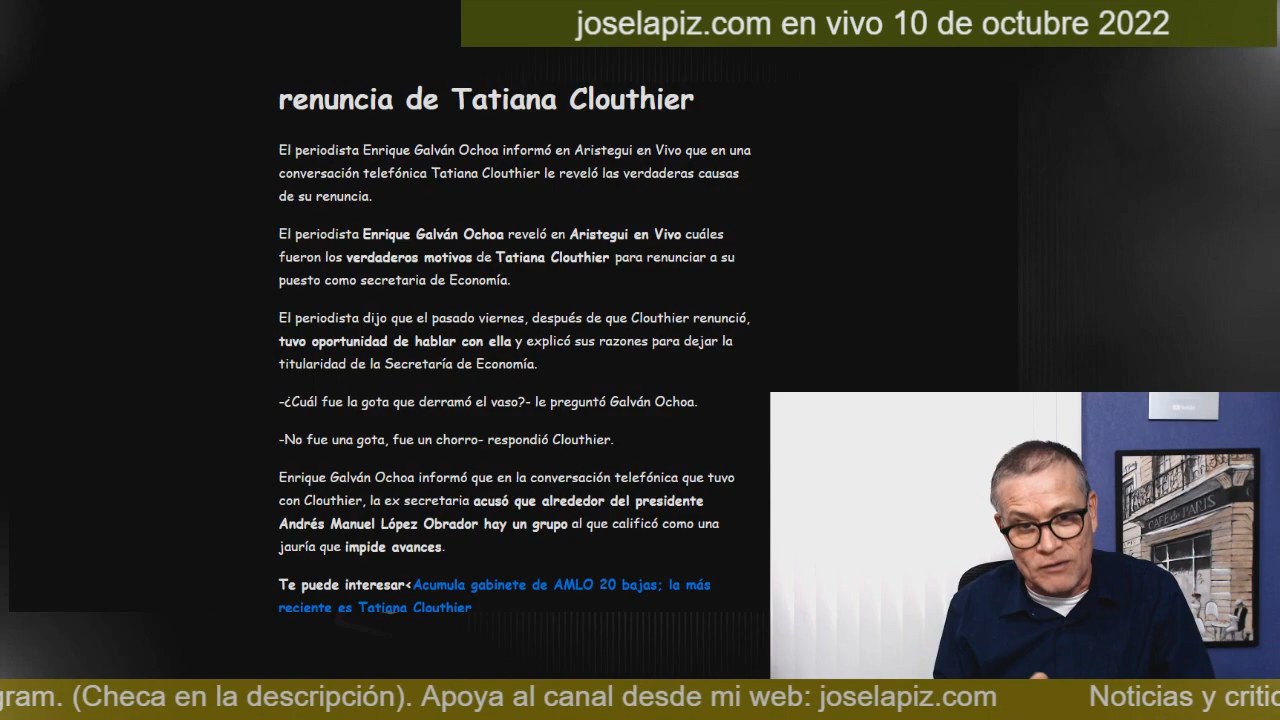 joselapiz.com en vivo 10 de octubre 2022
renuncia de Tatiana Clouthier
El periodista Enrique Galván Ochoa informó en Aristegui en Vivo que en una
conversación telefónica Tatiana Clouthier le reveló las verdaderas causas
de su renuncia.
El periodista Enrique Galván Ochoa reveló en Aristegui en Vivo cuáles
fueron los verdaderos motivos de Tatiana Clouthier para renunciar a su
puesto como secretaria de Economía.
El periodista dijo que el pasado viernes, después de que Clouthier renunció,
tuvo oportunidad de hablar con ella y explicó sus razones para dejar la
titularidad de la Secretaría de Economía.
-¿Cuál fue la gota que derramó el vaso?- le preguntó Galván Ochoa.
-No fue una gota, fue un chorro- respondió Clouthier.
Enrique Galván Ochoa informó que en la conversación telefónica que tuvo
con Clouthier, la ex secretaria acusó que alrededor del presidente
Andrés Manuel López Obrador hay un grupo al que calificó como una
jauría que impide avances.
Te puede interesar<Acumula gabinete de AMLO 20 bajas; la más
reciente es Tatiana Clouthier
CAFE de PARIS
gram. (Checa en la descripción). Apoya al canal desde mi web: joselapiz.com Noticias y critic